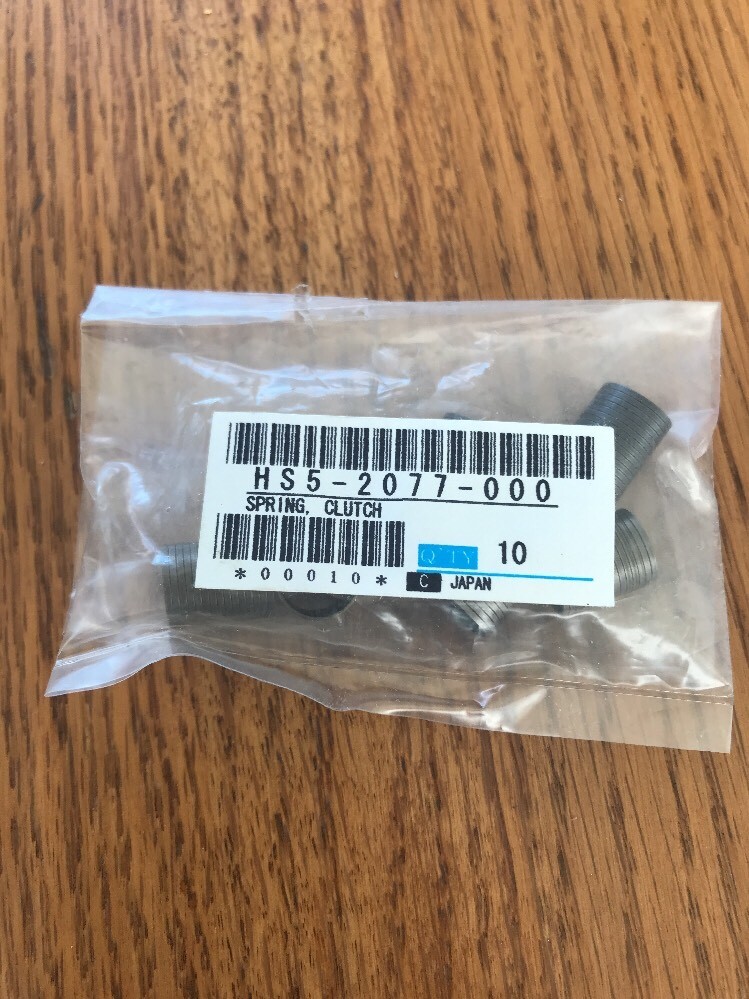 HS5-2077-000
SPRING, CLUTCH
Q'TY 10
*00010* C JAPAN